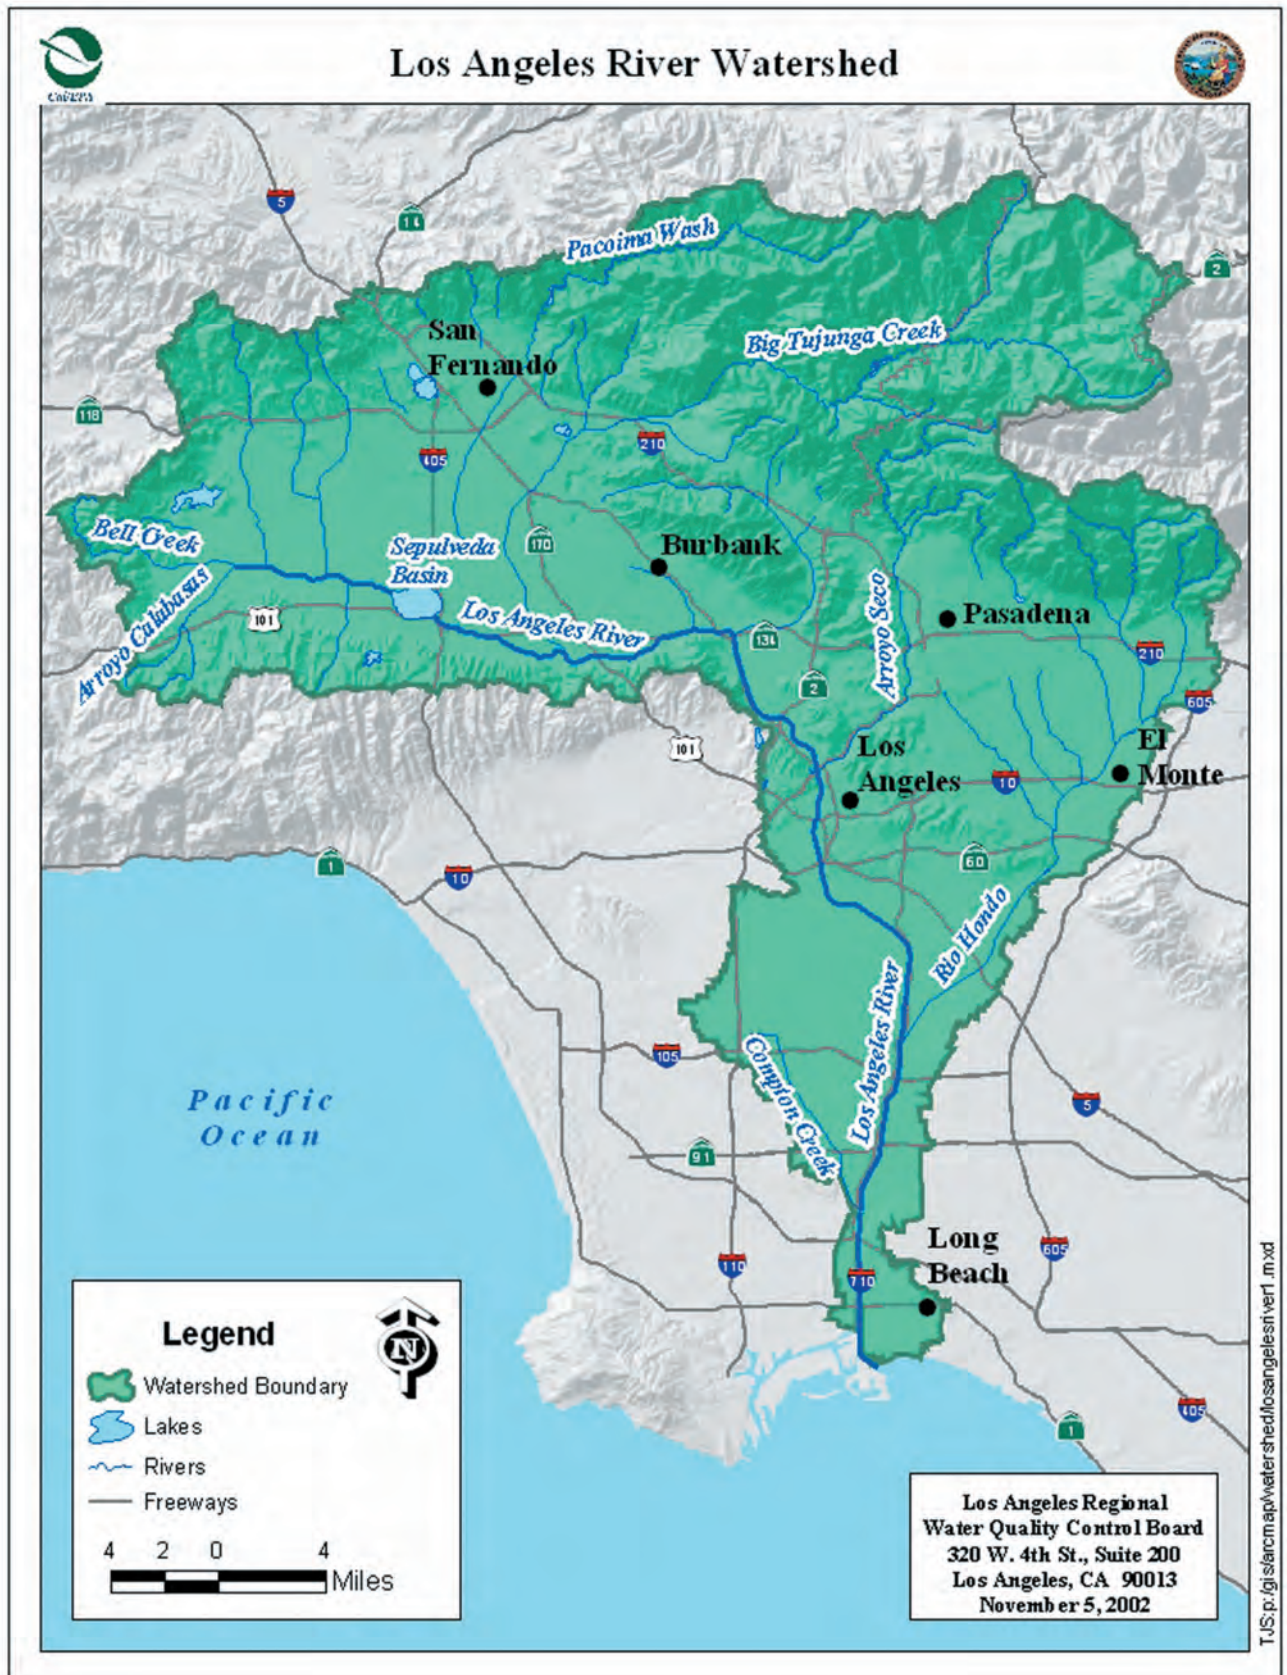 Cal/EPA
Los Angeles River Watershed
5
14
Pacoima Wash
2
Big Tujunga Creek
San
Fernando
118
210
405
Bell Creek
Sepulveda
Basin
170
Burbank
Arroyo Calabasas
101
Los Angeles River
134
Arroyo Seco
Pasadena
210
2
605
101
Los
Angeles
El
Monte
10
1
10
60
Rio Hondo
Los Angeles River
Compton Creek
105
Pacific
Ocean
5
91
Long
Beach
110
710
605
405
1
Legend
N
Watershed Boundary
Lakes
Rivers
Freeways
4 2 0 4
Miles
Los Angeles Regional
Water Quality Control Board
320 W. 4th St., Suite 200
Los Angeles, CA 90013
November 5, 2002
TJS:p:/gis/arcmap/watershed/losangelesriver1.mxd